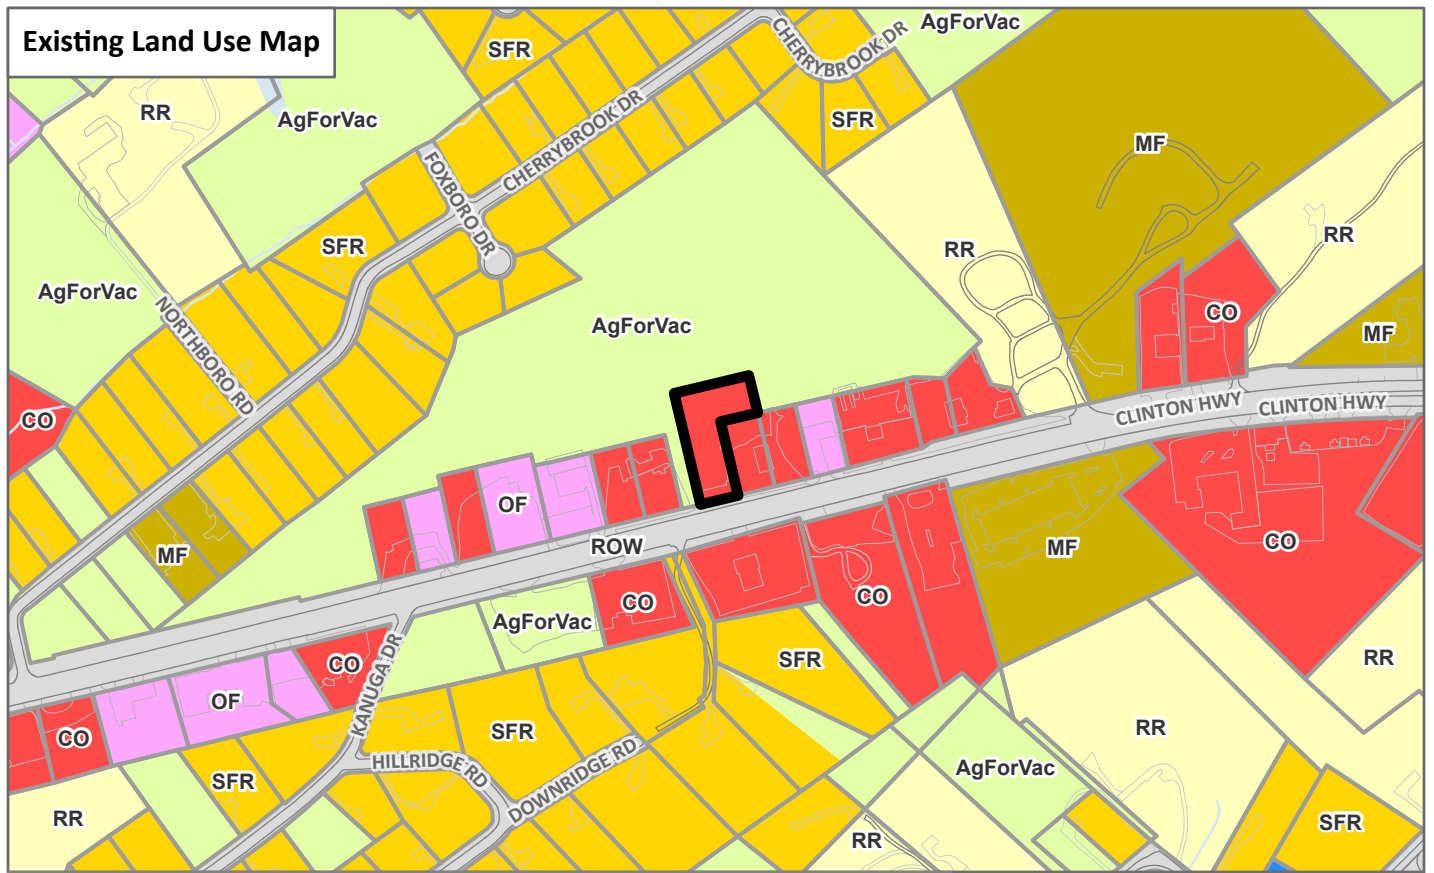 Existing Land Use Map
SFR
CHERRYBROOK DR
AgForVac
RR
AgForVac
CHERRYBROOK DR
SFR
MF
FOXBORO DR
SFR
RR
RR
AgForVac
NORTHBORO RD
AgForVac
CO
MF
CO
CLINTON HWY
CLINTON HWY
OF
MF
ROW
MF
CO
CO
CO
AgForVac
SFR
CO
KANUGA DR
RR
OF
CO
SFR
RR
SFR
HILLRIDGE RD
DOWNRIDGE RD
AgForVac
RR
RR
SFR